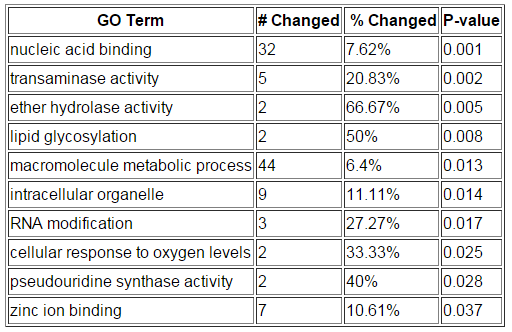 GO Term # Changed % Changed P-value
nucleic acid binding 32 7.62% 0.001
transaminase activity 5 20.83% 0.002
ether hydrolase activity 2 66.67% 0.005
lipid glycosylation 2 50% 0.008
macromolecule metabolic process 44 6.4% 0.013
intracellular organelle 9 11.11% 0.014
RNA modification 3 27.27% 0.017
cellular response to oxygen levels 2 33.33% 0.025
pseudouridine synthase activity 2 40% 0.028
zinc ion binding 7 10.61% 0.037